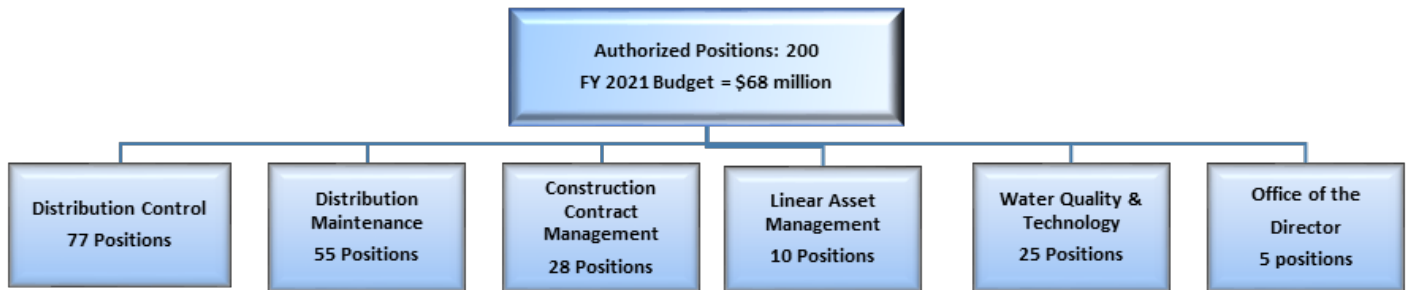 Authorized Positions: 200
FY 2021 Budget = $68 million
Distribution Control
77 Positions
Distribution
Maintenance
55 Positions
Construction
Contract
Management
28 Positions
Linear Asset
Management
10 Positions
Water Quality &
Technology
25 Positions
Office of the
Director
5 positions